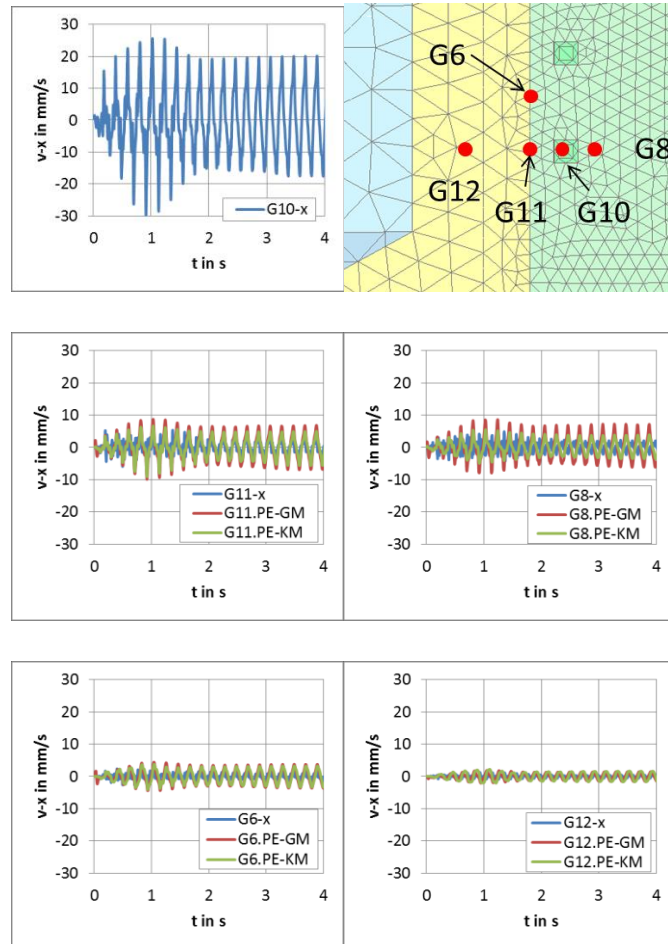 v-x in mm/s
30
20
10
0
-10
-20
-30
0 1 2 3 4
t in s
G10-x
G6
G8
G12
G11
G10
v-x in mm/s
30
20
10
0
-10
-20
-30
0 1 2 3 4
t in s
G11-x
G11.PE-GM
G11.PE-KM
v-x in mm/s
30
20
10
0
-10
-20
-30
0 1 2 3 4
t in s
G8-x
G8.PE-GM
G8.PE-KM
v-x in mm/s
30
20
10
0
-10
-20
-30
0 1 2 3 4
t in s
G6-x
G6.PE-GM
G6.PE-KM
v-x in mm/s
30
20
10
0
-10
-20
-30
0 1 2 3 4
t in s
G12-x
G12.PE-GM
G12.PE-KM